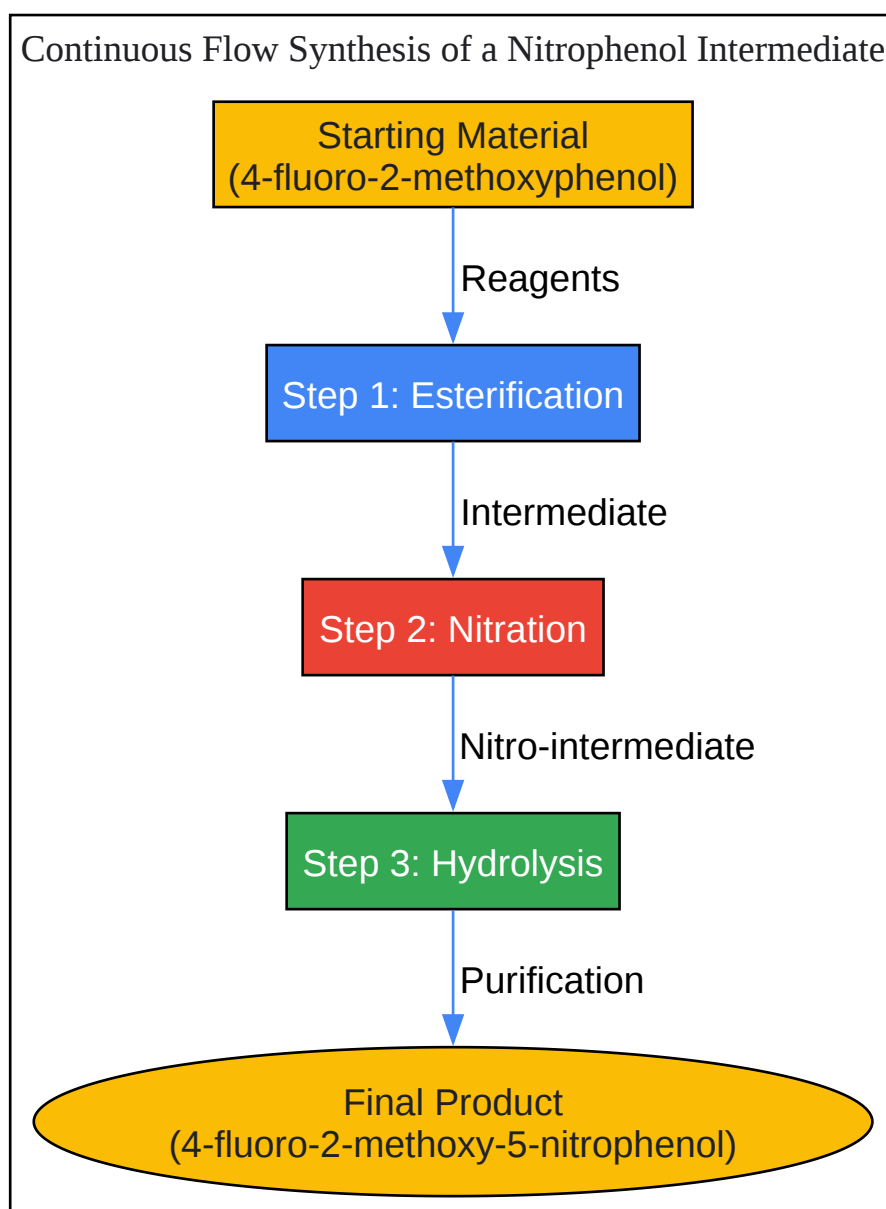 Continuous Flow Synthesis of a Nitrophenol Intermediate
Starting Material
(4-fluoro-2-methoxyphenol)
Reagents
Step 1: Esterification
Intermediate
Step 2: Nitration
Nitro-intermediate
Step 3: Hydrolysis
Purification
Final Product
(4-fluoro-2-methoxy-5-nitrophenol)